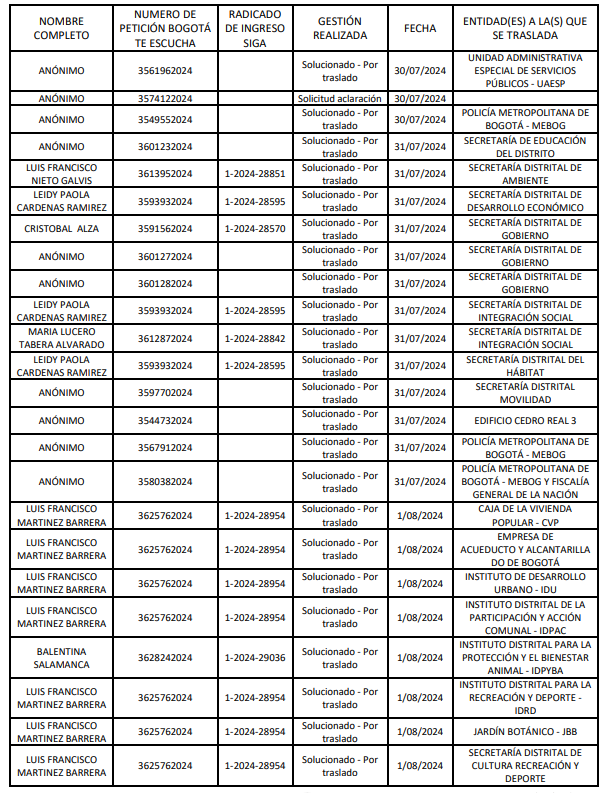 NOMBRE COMPLETO | NUMERO DE PETICIÓN BOGOTÁ TE ESCUCHA | RADICADO DE INGRESO SIGA | GESTIÓN REALIZADA | FECHA | ENTIDAD(ES) A LA(S) QUE SE TRASLADA
ANÓNIMO | 3561962024 | | Solucionado - Por traslado | 30/07/2024 | UNIDAD ADMINISTRATIVA ESPECIAL DE SERVICIOS PÚBLICOS - UAESP
ANÓNIMO | 3574122024 | | Solicitud aclaración | 30/07/2024 |
ANÓNIMO | 3549552024 | | Solucionado - Por traslado | 30/07/2024 | POLICÍA METROPOLITANA DE BOGOTÁ - MEBOG
ANÓNIMO | 3601232024 | | Solucionado - Por traslado | 31/07/2024 | SECRETARÍA DE EDUCACIÓN DEL DISTRITO
LUIS FRANCISCO NIETO GALVIS | 3613952024 | 1-2024-28851 | Solucionado - Por traslado | 31/07/2024 | SECRETARÍA DISTRITAL DE AMBIENTE
LEIDY PAOLA CARDENAS RAMIREZ | 3593932024 | 1-2024-28595 | Solucionado - Por traslado | 31/07/2024 | SECRETARÍA DISTRITAL DE DESARROLLO ECONÓMICO
CRISTOBAL ALZA | 3591562024 | 1-2024-28570 | Solucionado - Por traslado | 31/07/2024 | SECRETARÍA DISTRITAL DE GOBIERNO
ANÓNIMO | 3601272024 | | Solucionado - Por traslado | 31/07/2024 | SECRETARÍA DISTRITAL DE GOBIERNO
ANÓNIMO | 3601282024 | | Solucionado - Por traslado | 31/07/2024 | SECRETARÍA DISTRITAL DE GOBIERNO
LEIDY PAOLA CARDENAS RAMIREZ | 3593932024 | 1-2024-28595 | Solucionado - Por traslado | 31/07/2024 | SECRETARÍA DISTRITAL DE INTEGRACIÓN SOCIAL
MARIA LUCERO TABERA ALVARADO | 3612872024 | 1-2024-28842 | Solucionado - Por traslado | 31/07/2024 | SECRETARÍA DISTRITAL DE INTEGRACIÓN SOCIAL
LEIDY PAOLA CARDENAS RAMIREZ | 3593932024 | 1-2024-28595 | Solucionado - Por traslado | 31/07/2024 | SECRETARÍA DISTRITAL DEL HÁBITAT
ANÓNIMO | 3597702024 | | Solucionado - Por traslado | 31/07/2024 | SECRETARÍA DISTRITAL MOVILIDAD
ANÓNIMO | 3544732024 | | Solucionado - Por traslado | 31/07/2024 | EDIFICIO CEDRO REAL 3
ANÓNIMO | 3567912024 | | Solucionado - Por traslado | 31/07/2024 | POLICÍA METROPOLITANA DE BOGOTÁ - MEBOG
ANÓNIMO | 3580382024 | | Solucionado - Por traslado | 31/07/2024 | POLICÍA METROPOLITANA DE BOGOTÁ - MEBOG Y FISCALÍA GENERAL DE LA NACIÓN
LUIS FRANCISCO MARTINEZ BARRERA | 3625762024 | 1-2024-28954 | Solucionado - Por traslado | 1/08/2024 | CAJA DE LA VIVIENDA POPULAR - CVP
LUIS FRANCISCO MARTINEZ BARRERA | 3625762024 | 1-2024-28954 | Solucionado - Por traslado | 1/08/2024 | EMPRESA DE ACUEDUCTO Y ALCANTARILLA DO DE BOGOTÁ
LUIS FRANCISCO MARTINEZ BARRERA | 3625762024 | 1-2024-28954 | Solucionado - Por traslado | 1/08/2024 | INSTITUTO DE DESARROLLO URBANO - IDU
LUIS FRANCISCO MARTINEZ BARRERA | 3625762024 | 1-2024-28954 | Solucionado - Por traslado | 1/08/2024 | INSTITUTO DISTRITAL DE LA PARTICIPACIÓN Y ACCIÓN COMUNAL - IDPAC
BALENTINA SALAMANCA | 3628242024 | 1-2024-29036 | Solucionado - Por traslado | 1/08/2024 | INSTITUTO DISTRITAL PARA LA PROTECCIÓN Y EL BIENESTAR ANIMAL - IDPYBA
LUIS FRANCISCO MARTINEZ BARRERA | 3625762024 | 1-2024-28954 | Solucionado - Por traslado | 1/08/2024 | INSTITUTO DISTRITAL PARA LA RECREACIÓN Y DEPORTE - IDRD
LUIS FRANCISCO MARTINEZ BARRERA | 3625762024 | 1-2024-28954 | Solucionado - Por traslado | 1/08/2024 | JARDÍN BOTÁNICO - JBB
LUIS FRANCISCO MARTINEZ BARRERA | 3625762024 | 1-2024-28954 | Solucionado - Por traslado | 1/08/2024 | SECRETARÍA DISTRITAL DE CULTURA RECREACIÓN Y DEPORTE